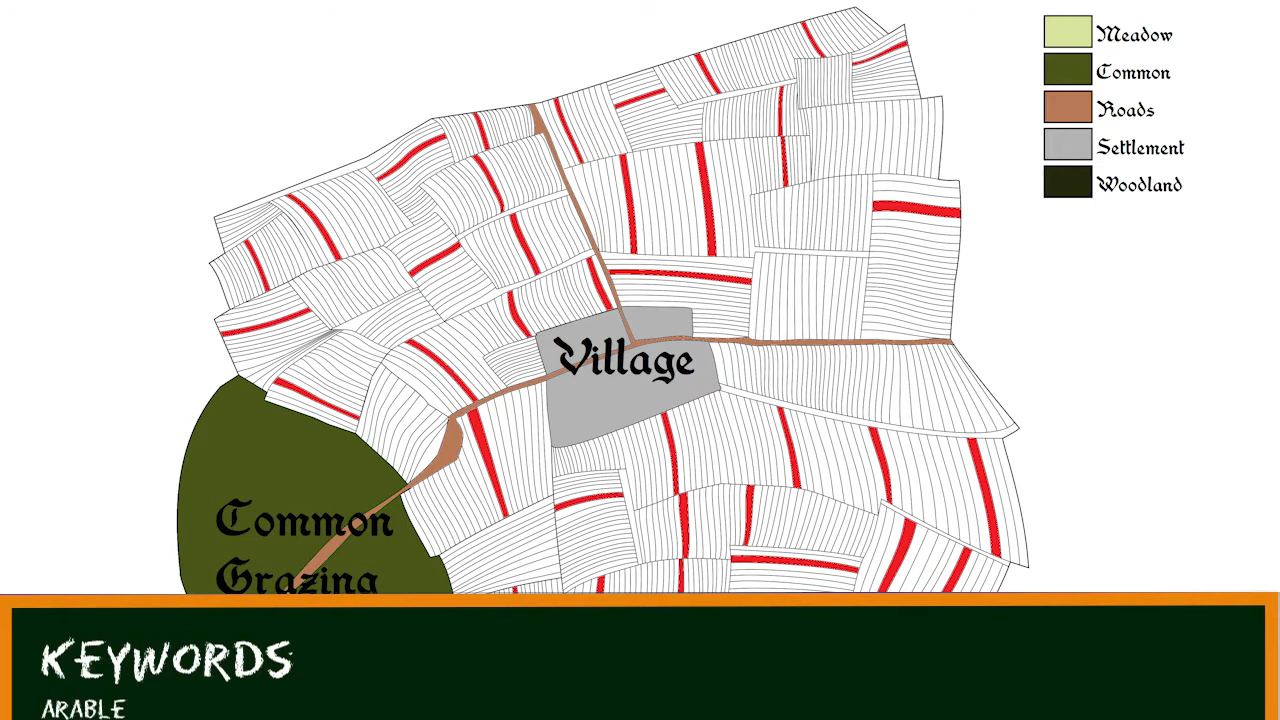 Meadow
Common
Roads
Settlement
Woodland
Village
Common
Grazing
KEYWORDS
ARABLE